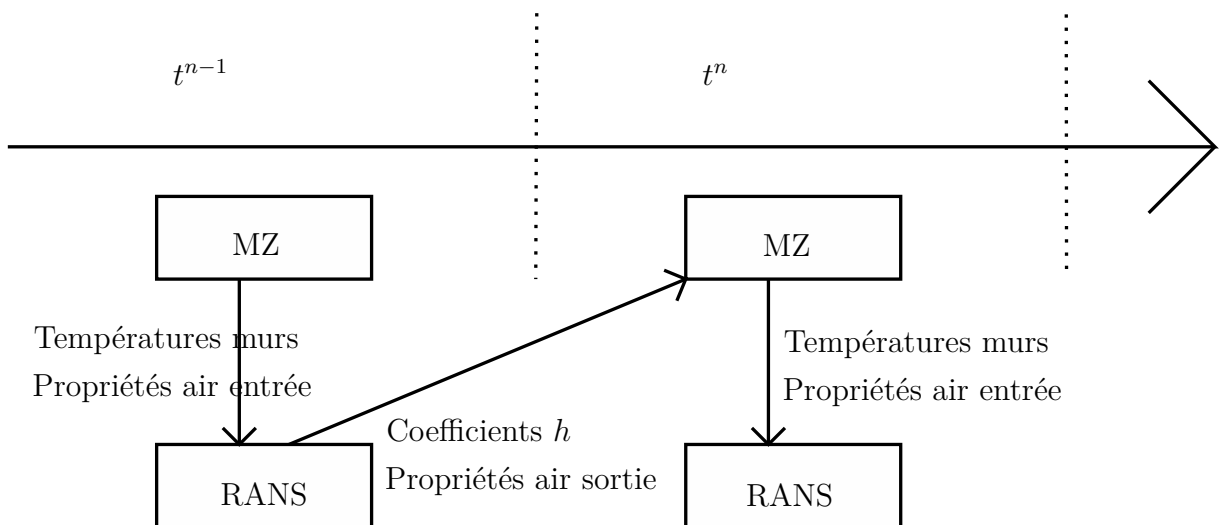 t^{n-1}
t^n
MZ
MZ
Températures murs
Propriétés air entrée
Températures murs
Propriétés air entrée
Coefficients h
Propriétés air sortie
RANS
RANS